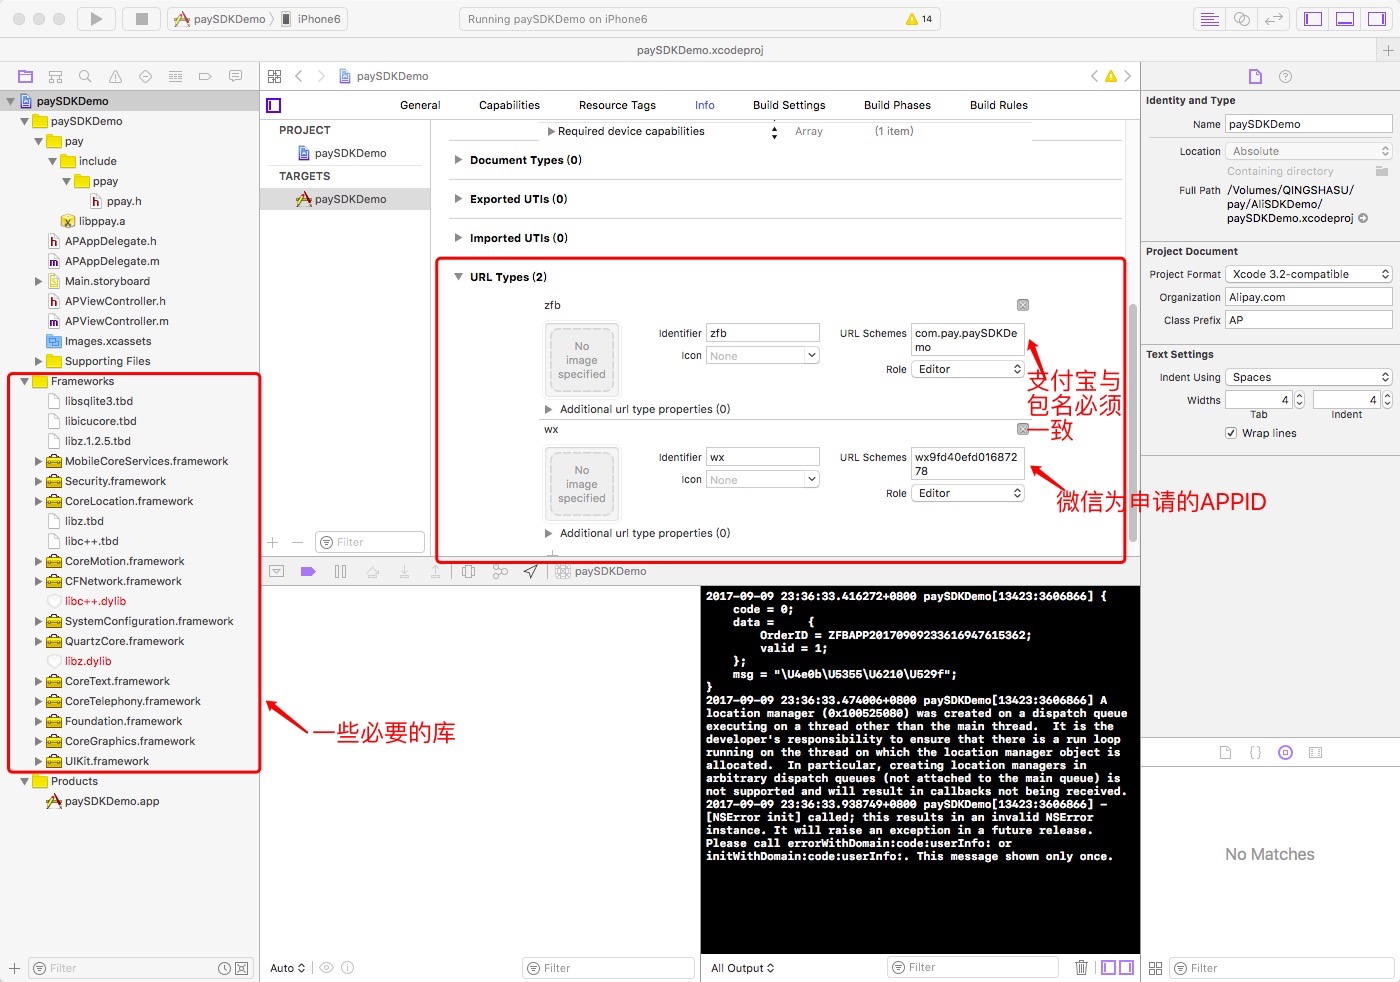 paySDKDemo
iPhone6
Running paySDKDemo on iPhone6
14
paySDKDemo.xcodeproj
paySDKDemo
paySDKDemo
paySDKDemo
pay
include
ppay
ppay.h
libppay.a
APAppDelegate.h
APAppDelegate.m
Main.storyboard
APViewController.h
APViewController.m
Images.xcassets
Supporting Files
Frameworks
libsqlite3.tbd
libicucore.tbd
libz.1.2.5.tbd
MobileCoreServices.framework
Security.framework
CoreLocation.framework
libz.tbd
libc++.tbd
CoreMotion.framework
CFNetwork.framework
libc++.dylib
SystemConfiguration.framework
QuartzCore.framework
libz.dylib
CoreText.framework
CoreTelephony.framework
Foundation.framework
CoreGraphics.framework
UIKit.framework
Products
paySDKDemo.app
一些必要的库
Filter
General
Capabilities
Resource Tags
Info
Build Settings
Build Phases
Build Rules
PROJECT
paySDKDemo
TARGETS
paySDKDemo
Filter
Required device capabilities
Array
(1 item)
Document Types (0)
Exported UTIs (0)
Imported UTIs (0)
URL Types (2)
zfb
No
image
specified
Identifier
zfb
Icon
None
URL Schemes
com.pay.paySDKDe
mo
Role
Editor
Additional url type properties (0)
支付宝与
包名必须
一致
wx
No
image
specified
Identifier
wx
Icon
None
URL Schemes
wx9fd40efd016872
78
Role
Editor
Additional url type properties (0)
微信为申请的APPID
paySDKDemo
2017-09-09 23:36:33.416272+0800 paySDKDemo[13423:3606866] {
code = 0;
data = {
OrderID = ZFBAPP20170909233616947615362;
valid = 1;
};
msg = "\U4e0b\U5355\U6210\U529f";
}
2017-09-09 23:36:33.474006+0800 paySDKDemo[13423:3606866] A
location manager (0x100525080) was created on a dispatch queue
executing on a thread other than the main thread. It is the
developer's responsibility to ensure that there is a run loop
running on the thread on which the location manager object is
allocated. In particular, creating location managers in
arbitrary dispatch queues (not attached to the main queue) is
not supported and will result in callbacks not being received.
2017-09-09 23:36:33.938749+0800 paySDKDemo[13423:3606866] -
[NSError init] called; this results in an invalid NSError
instance. It will raise an exception in a future release.
Please call errorWithDomain:code:userInfo: or
initWithDomain:code:userInfo:. This message shown only once.
Auto
Filter
All Output
Filter
Identity and Type
Name
paySDKDemo
Location
Absolute
Containing directory
Full Path
/Volumes/QINGSHASU/
pay/AliSDKDemo/
paySDKDemo.xcodeproj
Project Document
Project Format
Xcode 3.2-compatible
Organization
Alipay.com
Class Prefix
AP
Text Settings
Indent Using
Spaces
Widths
4
4
Tab
Indent
Wrap lines
No Matches
Filter